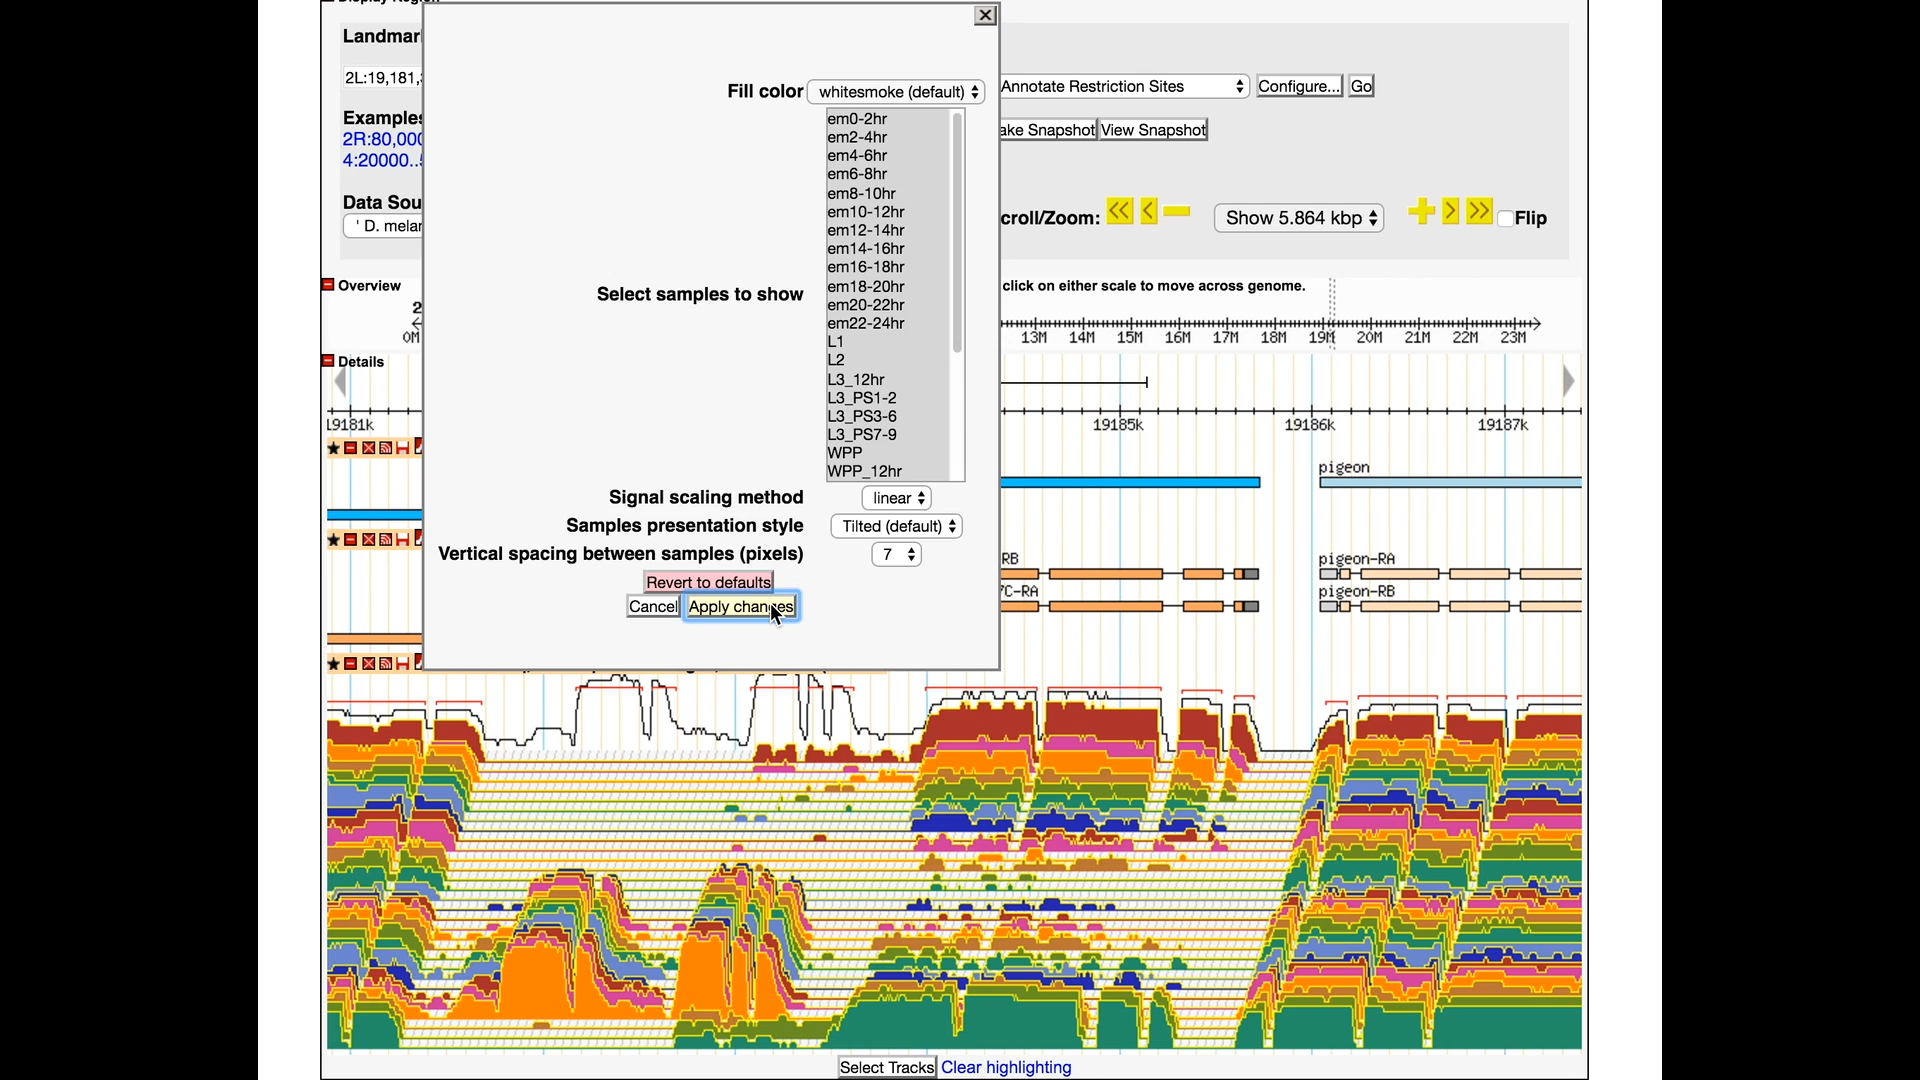 Landmar
2L:19,181,
Examples
2R:80,000
4:20000..
Data Sou
' D. melar
Fill color whitesmoke (default)
Select samples to show
em0-2hr
em2-4hr
em4-6hr
em6-8hr
em8-10hr
em10-12hr
em12-14hr
em14-16hr
em16-18hr
em18-20hr
em20-22hr
em22-24hr
L1
L2
L3_12hr
L3_PS1-2
L3_PS3-6
L3_PS7-9
WPP
WPP_12hr
Signal scaling method linear
Samples presentation style Tilted (default)
Vertical spacing between samples (pixels) 7
Revert to defaults
Cancel Apply changes
Annotate Restriction Sites Configure... Go
ake Snapshot View Snapshot
croll/Zoom: << < Show 5.864 kbp > >> Flip
Overview
click on either scale to move across genome.
2
0M 13M 14M 15M 16M 17M 18M 19M 20M 21M 22M 23M
Details
19181k 19185k 19186k 19187k
pigeon
RB pigeon-RA
C-RA pigeon-RB
Select Tracks Clear highlighting